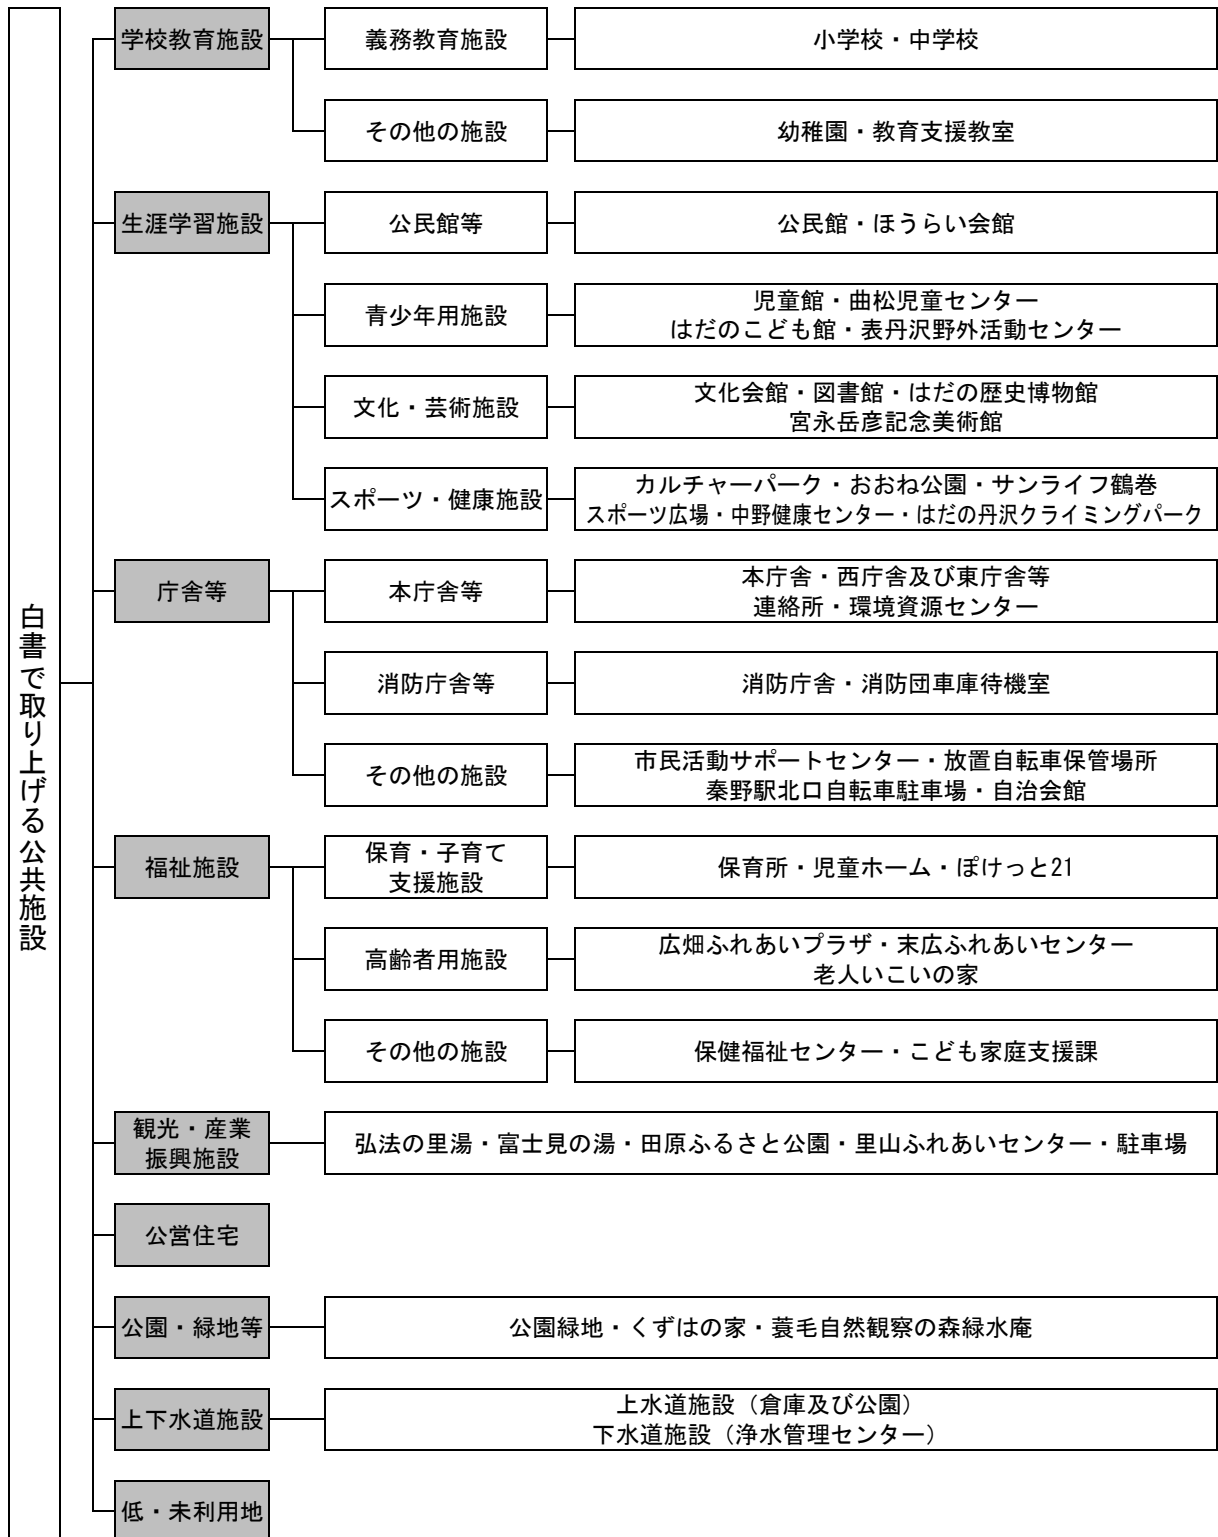 白書で取り上げる公共施設
学校教育施設
義務教育施設
小学校・中学校
その他の施設
幼稚園・教育支援教室
生涯学習施設
公民館等
公民館・ほうらい会館
青少年用施設
児童館・曲松児童センター
はだのこども館・表丹沢野外活動センター
文化・芸術施設
文化会館・図書館・はだの歴史博物館
宮永岳彦記念美術館
スポーツ・健康施設
カルチャーパーク・おおね公園・サンライフ鶴巻
スポーツ広場・中野健康センター・はだの丹沢クライミングパーク
庁舎等
本庁舎等
本庁舎・西庁舎及び東庁舎等
連絡所・環境資源センター
消防庁舎等
消防庁舎・消防団車庫待機室
その他の施設
市民活動サポートセンター・放置自転車保管場所
秦野駅北口自転車駐車場・自治会館
福祉施設
保育・子育て
支援施設
保育所・児童ホーム・ぽけっと21
高齢者用施設
広畑ふれあいプラザ・末広ふれあいセンター
老人いこいの家
その他の施設
保健福祉センター・こども家庭支援課
観光・産業
振興施設
弘法の里湯・富士見の湯・田原ふるさと公園・里山ふれあいセンター・駐車場
公営住宅
公園・緑地等
公園緑地・くずはの家・蓑毛自然観察の森緑水庵
上下水道施設
上水道施設（倉庫及び公園）
下水道施設（浄水管理センター）
低・未利用地